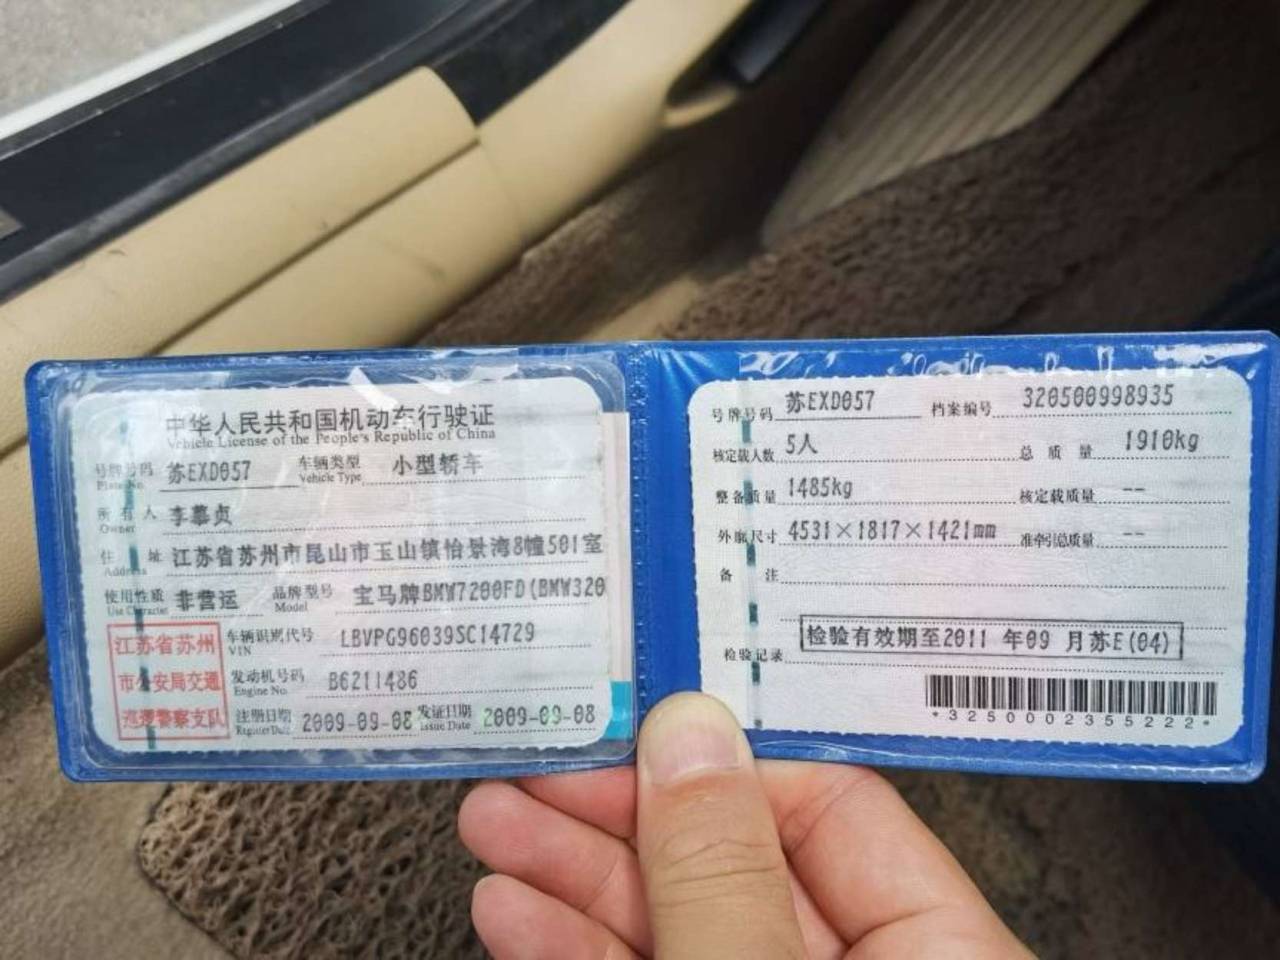 中华人民共和国机动车行驶证
Vehicle License of the People's Republic of China
号牌号码 苏EXD057 车辆类型 小型轿车
Plate No. Vehicle Type
所有人 李慕贞
Owner
住址 江苏省苏州市昆山市玉山镇怡景湾8幢501室
Address
使用性质 非营运 品牌型号 宝马牌BMW7200FD(BMW320
Use Character Model
江苏省苏州
市公安局交通
巡逻警察支队
车辆识别代号 LBVPG96039SC14729
VIN
发动机号码 B6211486
Engine No.
注册日期 2009-09-08 发证日期 2009-09-08
Register Date Issue Date
号牌号码 苏EXD057 档案编号 320500998935
核定载人数 5人 总质量 1910kg
整备质量 1485kg 核定载质量 --
外廓尺寸 4531×1817×1421mm 准牵引总质量 --
备注
检验记录 检验有效期至2011 年09 月苏E(04)
*3250002355222*